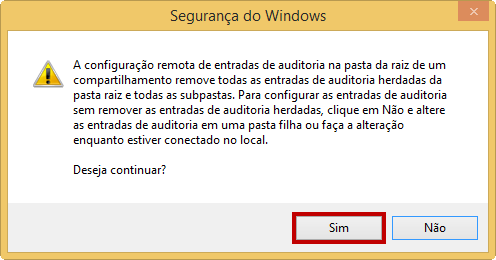 Segurança do Windows
A configuração remota de entradas de auditoria na pasta da raiz de um
compartilhamento remove todas as entradas de auditoria herdadas da
pasta raiz e todas as subpastas. Para configurar as entradas de auditoria
sem remover as entradas de auditoria herdadas, clique em Não e altere
as entradas de auditoria em uma pasta filha ou faça a alteração
enquanto estiver conectado no local.
Deseja continuar?
Sim
Não